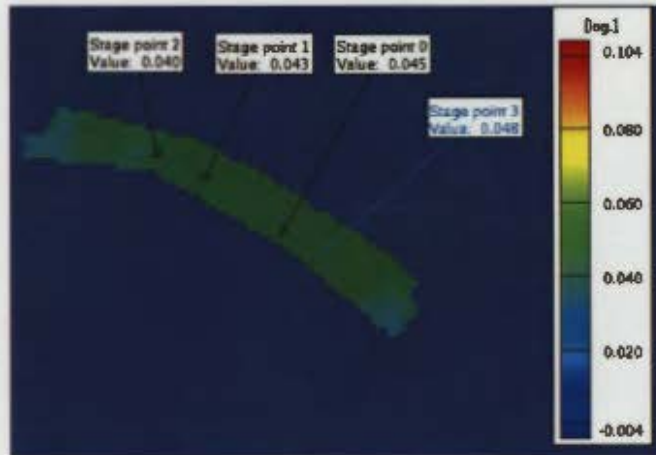 Stage point 2
Value: 0.040
Stage point 1
Value: 0.043
Stage point 0
Value: 0.045
Stage point 3
Value: 0.048
[log.]
0.104
0.080
0.060
0.040
0.020
-0.004